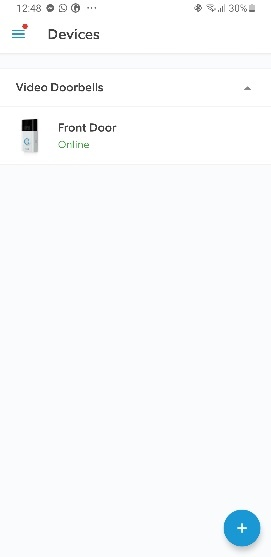 12:48 30%
Devices
Video Doorbells
Front Door
Online